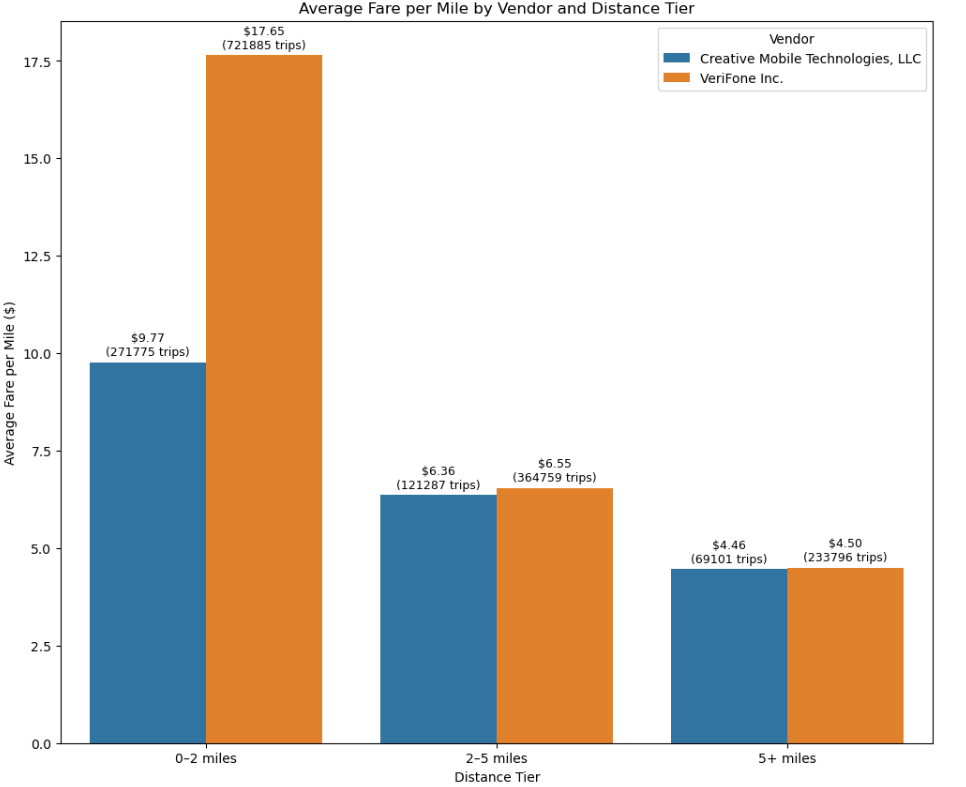 Average Fare per Mile by Vendor and Distance Tier
$17.65
(721885 trips)
Vendor
Creative Mobile Technologies, LLC
VeriFone Inc.
17.5
15.0
12.5
10.0
7.5
5.0
2.5
0.0
Average Fare per Mile ($)
$9.77
(271775 trips)
$6.36
(121287 trips)
$6.55
(364759 trips)
$4.46
(69101 trips)
$4.50
(233796 trips)
0–2 miles
2–5 miles
5+ miles
Distance Tier